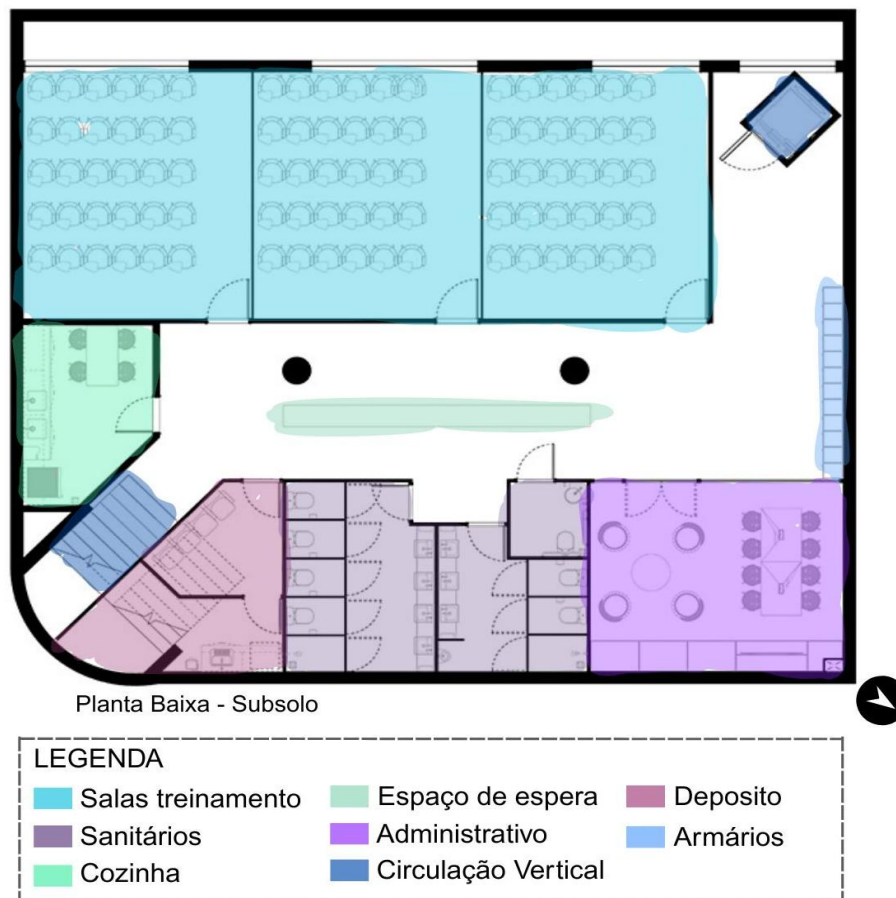 Planta Baixa - Subsolo
LEGENDA
Salas treinamento
Espaço de espera
Deposito
Sanitários
Administrativo
Armários
Cozinha
Circulação Vertical